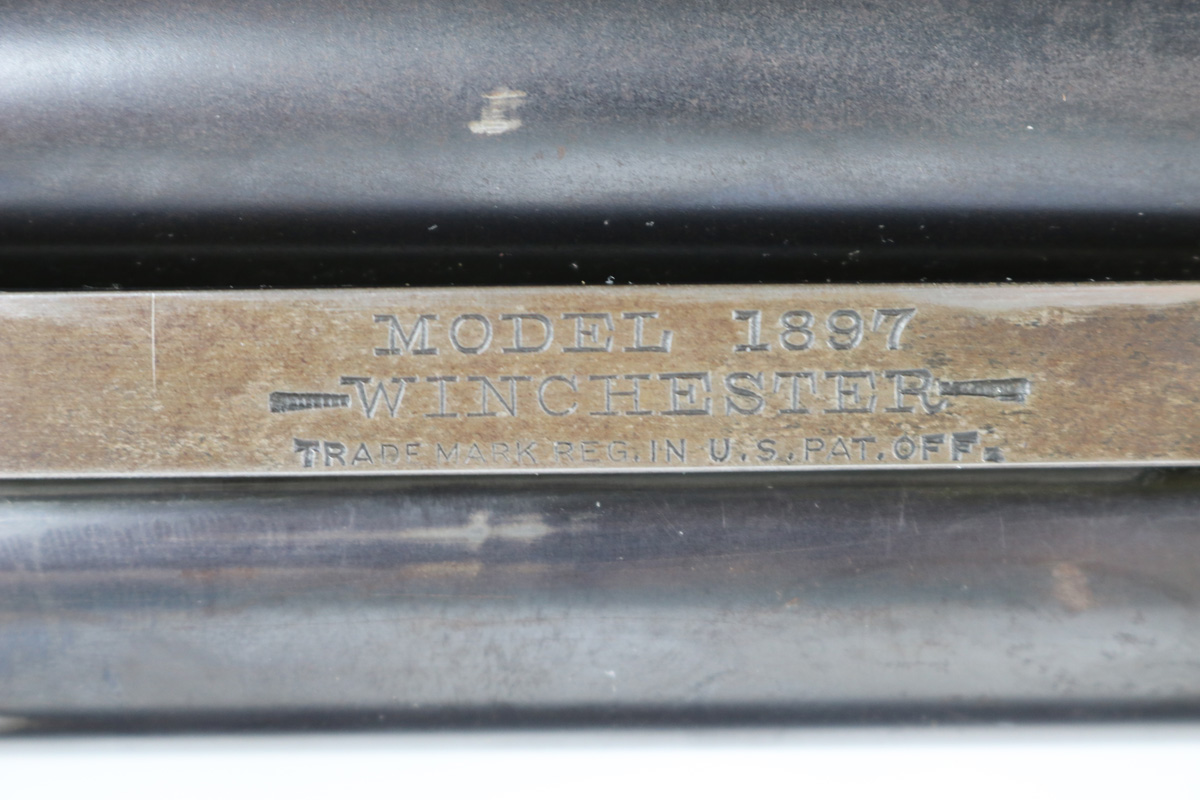 MODEL 1897
WINCHESTER
TRADE MARK REG. IN U.S. PAT. OFF.